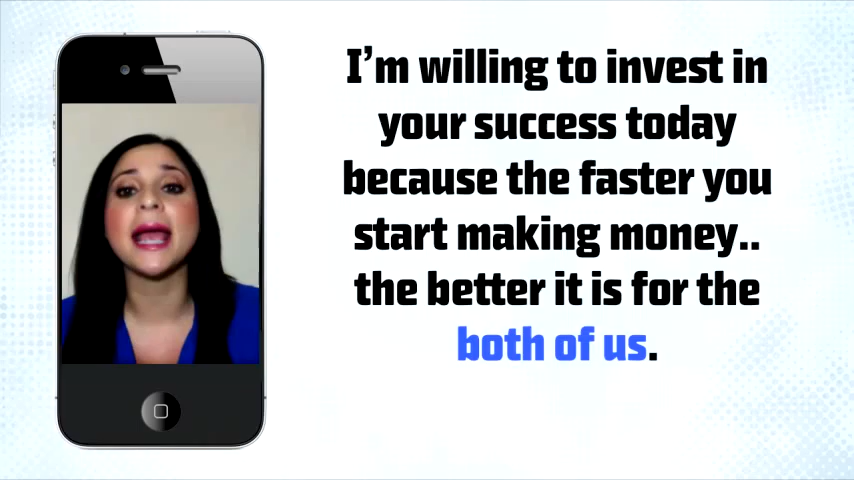 I'm willing to invest in
your success today
because the faster you
start making money..
the better it is for the
both of us.